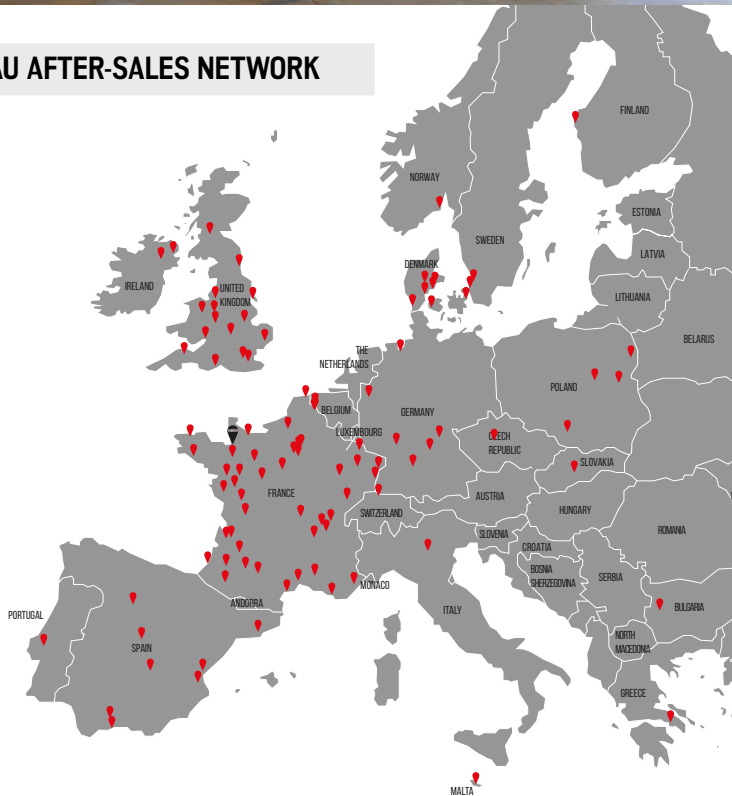 AU AFTER-SALES NETWORK
FINLAND
NORWAY
ESTONIA
SWEDEN
LATVIA
DENMARK
IRELAND
UNITED
KINGDOM
LITHUANIA
BELARUS
THE
NETHERLANDS
POLAND
BELGIUM
GERMANY
LUXEMBOURG
CZECH
REPUBLIC
SLOVAKIA
FRANCE
AUSTRIA
SWITZERLAND
HUNGARY
SLOVENIA
ROMANIA
CROATIA
BOSNIA
SHERZEGOVINA
SERBIA
MONACO
ANDORRA
ITALY
BULGARIA
PORTUGAL
SPAIN
NORTH
MACEDONIA
GREECE
MALTA